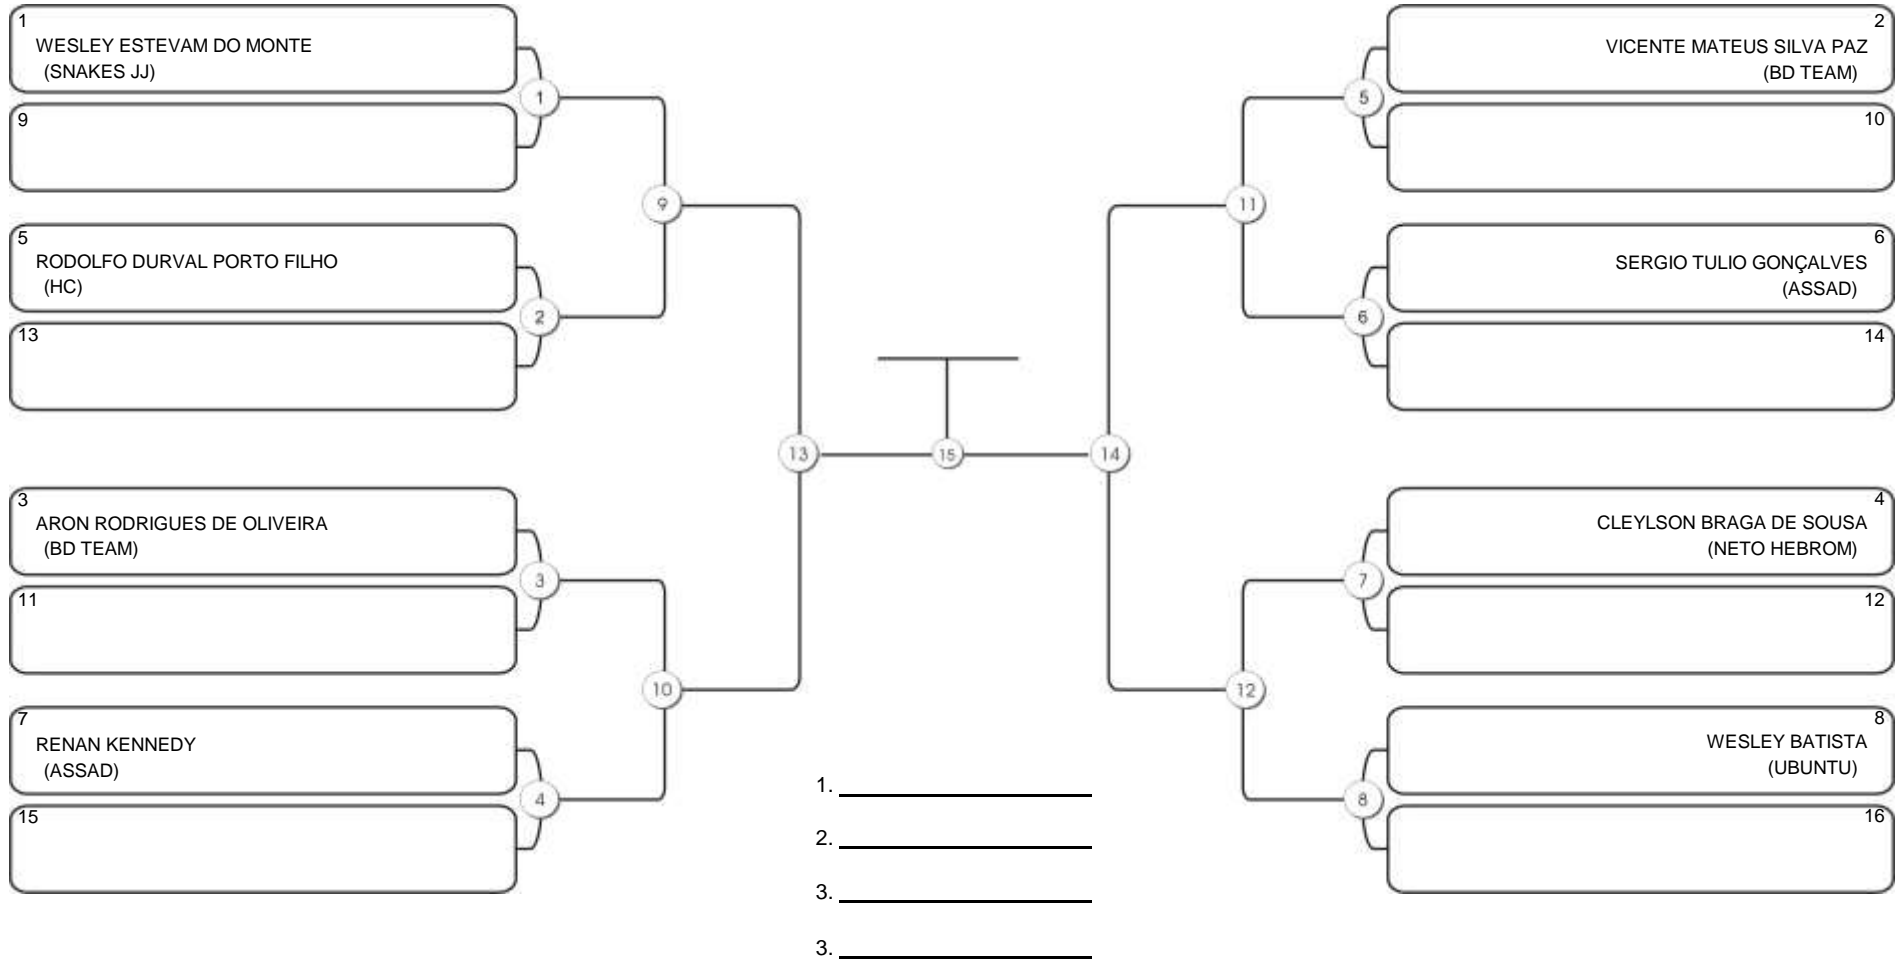 1
WESLEY ESTEVAM DO MONTE
(SNAKES JJ)
1
9
9
5
RODOLFO DURVAL PORTO FILHO
(HC)
2
13
13
3
ARON RODRIGUES DE OLIVEIRA
(BD TEAM)
3
11
10
7
RENAN KENNEDY
(ASSAD)
4
15
15
1.
2.
3.
3.
2
VICENTE MATEUS SILVA PAZ
(BD TEAM)
5
10
11
6
SERGIO TULIO GONÇALVES
(ASSAD)
6
14
14
4
CLEYLSON BRAGA DE SOUSA
(NETO HEBROM)
7
12
12
8
WESLEY BATISTA
(UBUNTU)
8
16